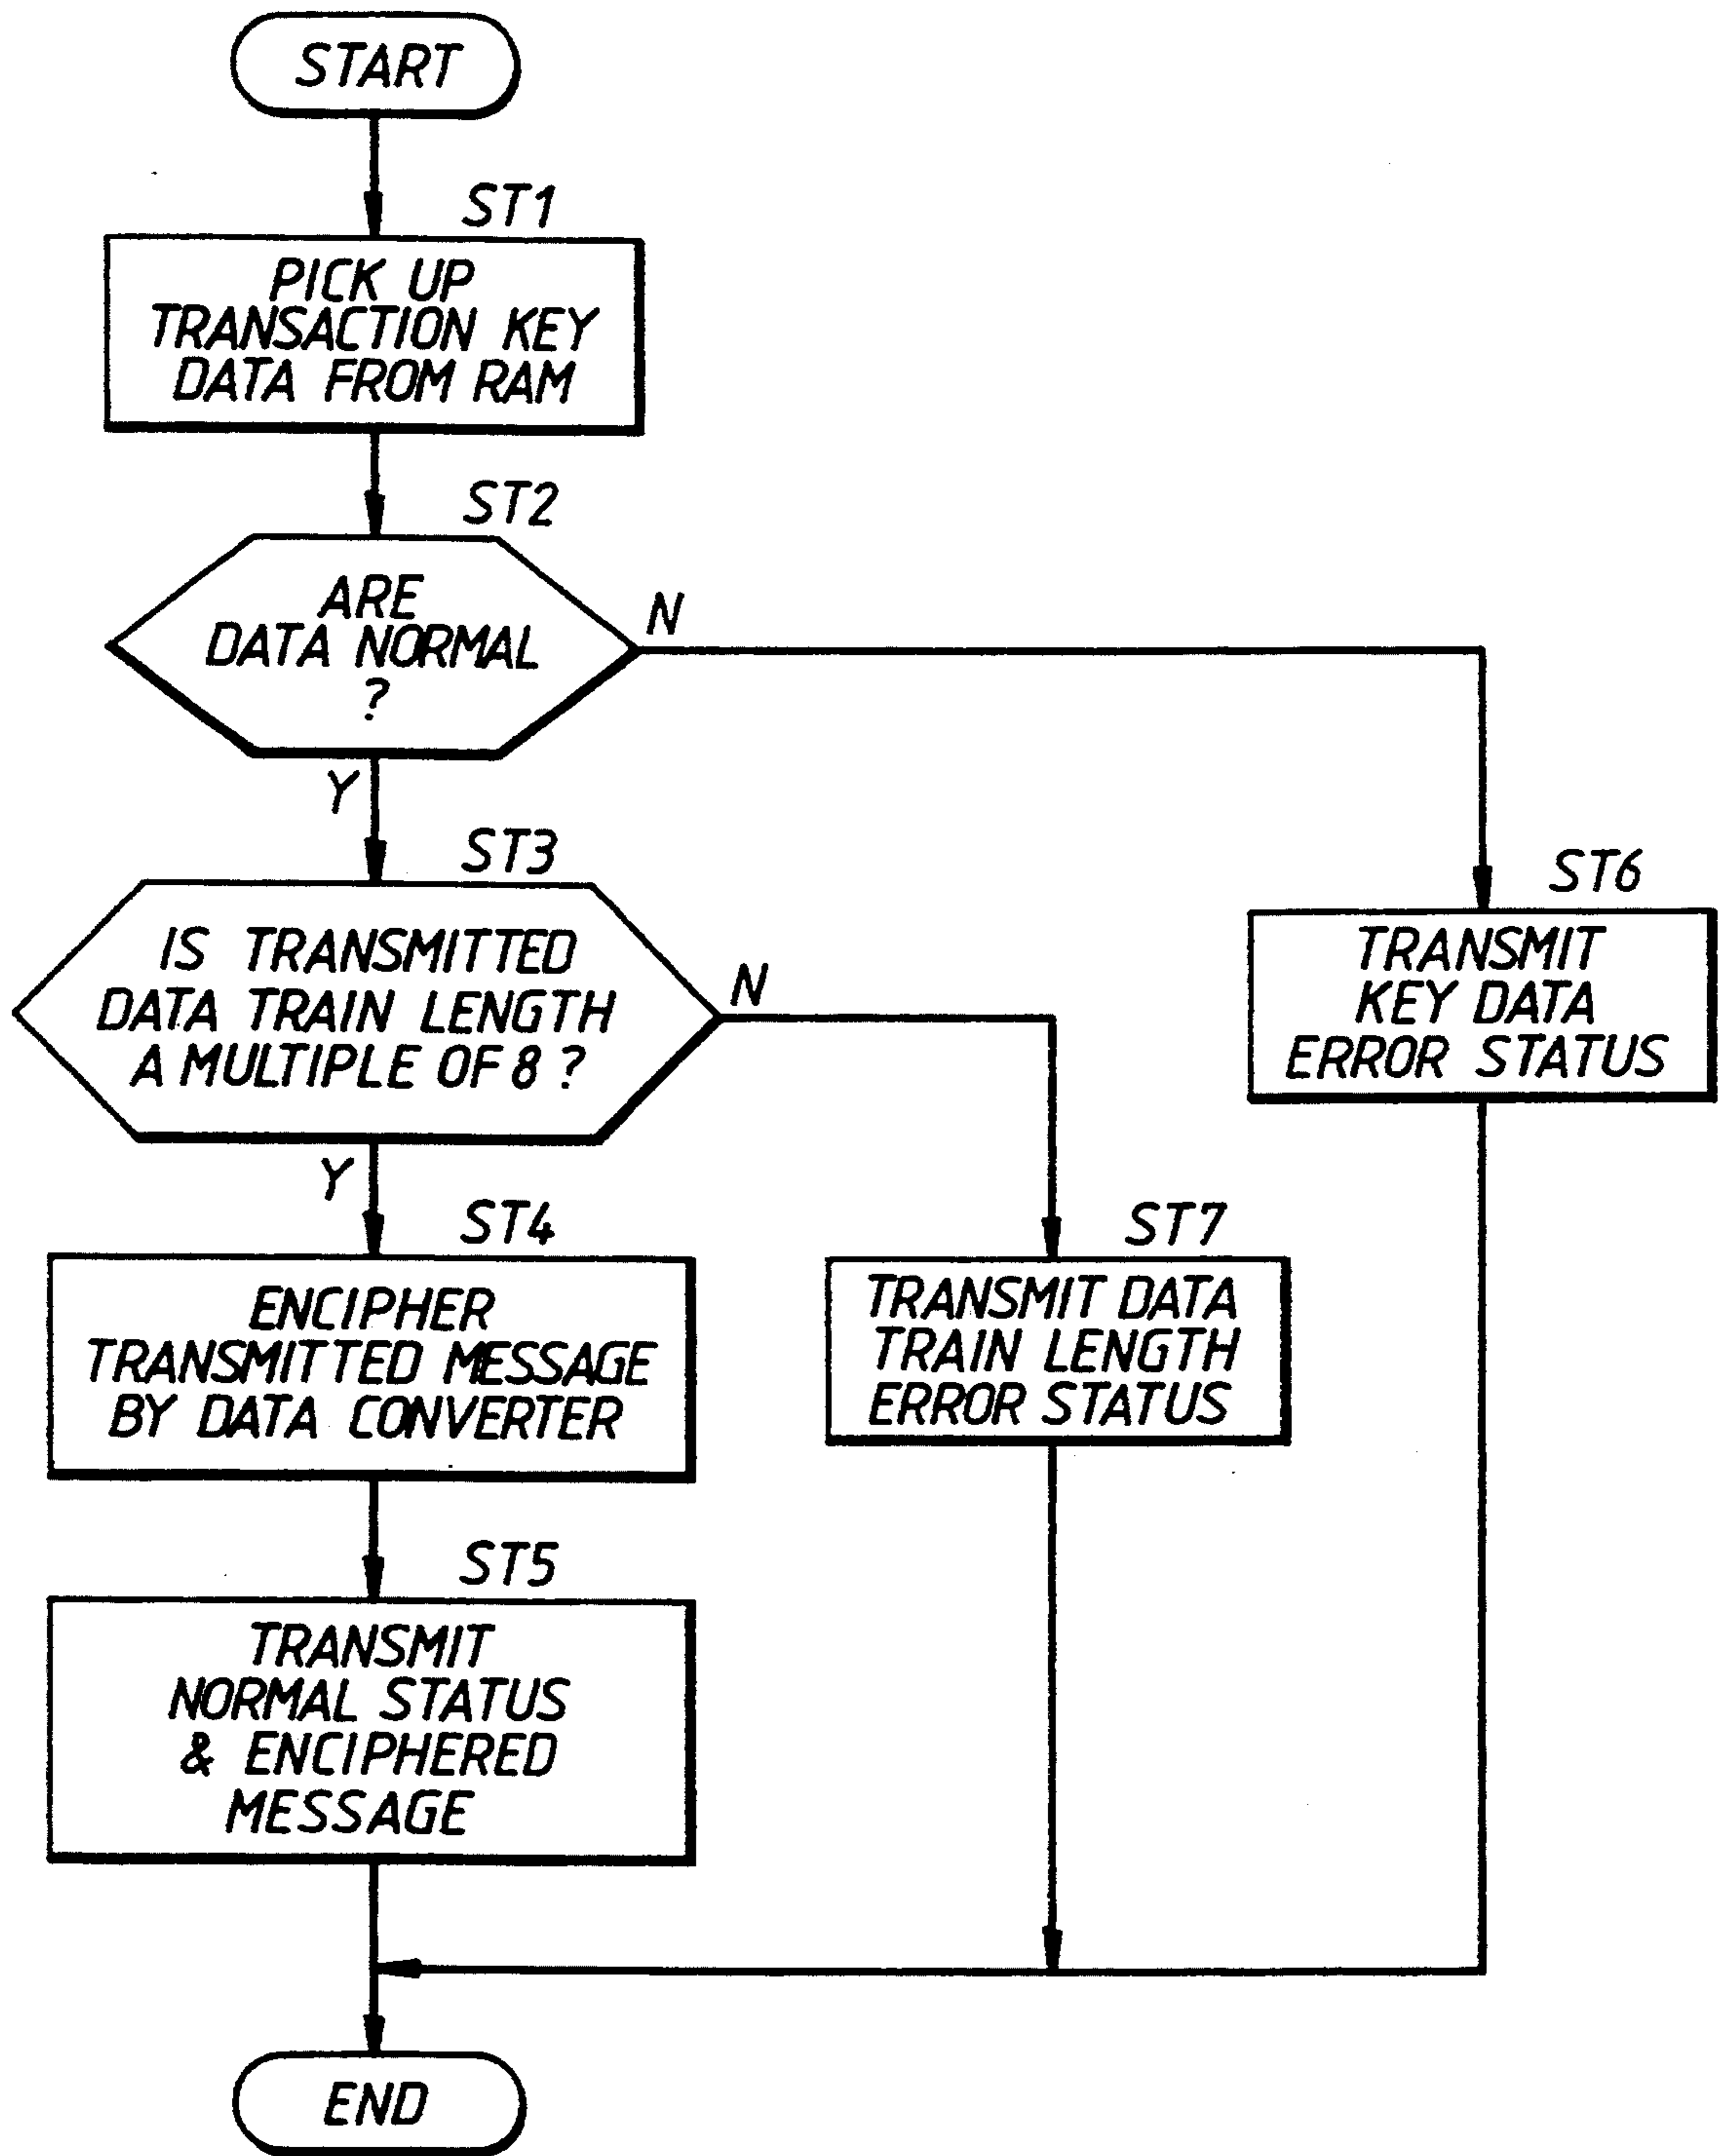 START
ST1
PICK UP
TRANSACTION KEY
DATA FROM RAM
ST2
ARE
DATA NORMAL
?
N
Y
ST3
IS TRANSMITTED
DATA TRAIN LENGTH
A MULTIPLE OF 8 ?
N
Y
ST6
TRANSMIT
KEY DATA
ERROR STATUS
ST4
ENCIPHER
TRANSMITTED MESSAGE
BY DATA CONVERTER
ST7
TRANSMIT DATA
TRAIN LENGTH
ERROR STATUS
ST5
TRANSMIT
NORMAL STATUS
& ENCIPHERED
MESSAGE
END